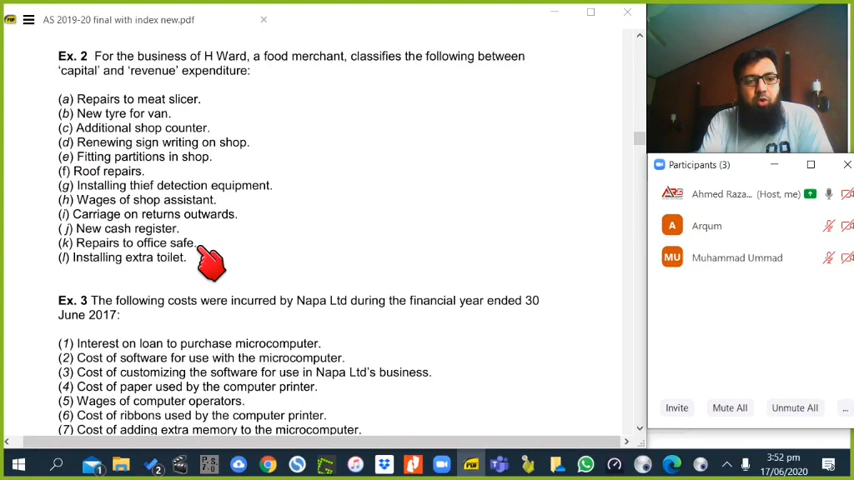 AS 2019-20 final with index new.pdf
Ex. 2 For the business of H Ward, a food merchant, classifies the following between
‘capital’ and ‘revenue’ expenditure:
(a) Repairs to meat slicer.
(b) New tyre for van.
(c) Additional shop counter.
(d) Renewing sign writing on shop.
(e) Fitting partitions in shop.
(f) Roof repairs.
(g) Installing thief detection equipment.
(h) Wages of shop assistant.
(i) Carriage on returns outwards.
(j) New cash register.
(k) Repairs to office safe.
(l) Installing extra toilet.
Ex. 3 The following costs were incurred by Napa Ltd during the financial year ended 30
June 2017:
(1) Interest on loan to purchase microcomputer.
(2) Cost of software for use with the microcomputer.
(3) Cost of customizing the software for use in Napa Ltd’s business.
(4) Cost of paper used by the computer printer.
(5) Wages of computer operators.
(6) Cost of ribbons used by the computer printer.
(7) Cost of adding extra memory to the microcomputer.
Participants (3)
ARS Ahmed Raza... (Host, me)
A Arqum
MU Muhammad Ummad
Invite Mute All Unmute All ...
3:52 pm
17/06/2020